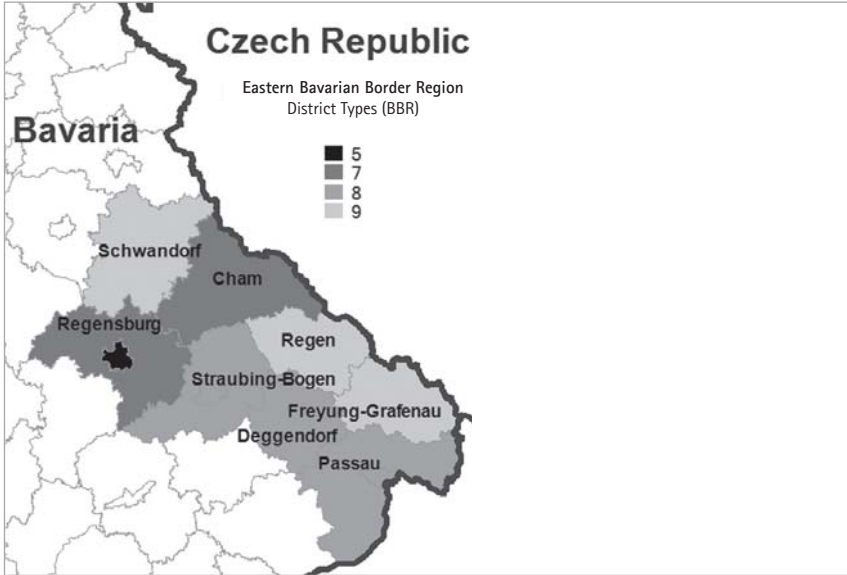 Czech Republic
Eastern Bavarian Border Region
District Types (BBR)
Bavaria
5
7
8
9
Schwandorf
Cham
Regensburg
Regen
Straubing-Bogen
Freyung-Grafenau
Deggendorf
Passau